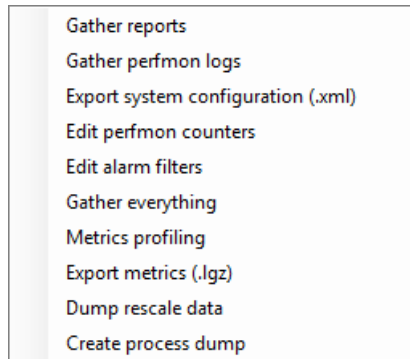 Gather reports
Gather perfmon logs
Export system configuration (.xml)
Edit perfmon counters
Edit alarm filters
Gather everything
Metrics profiling
Export metrics (.lgz)
Dump rescale data
Create process dump